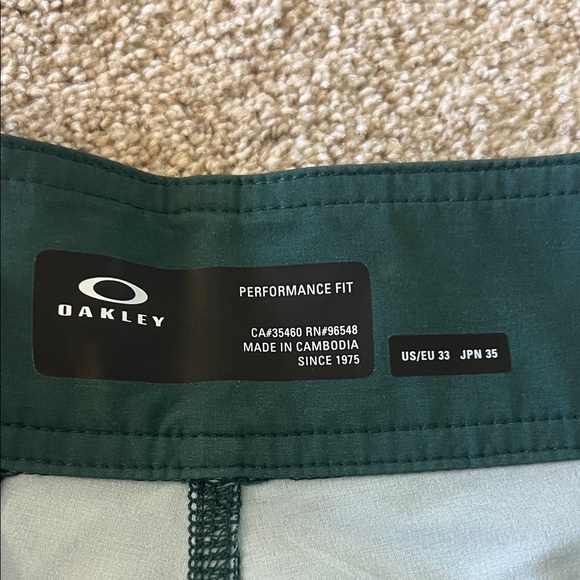 OAKLEY
PERFORMANCE FIT
CA#35460 RN#96548
MADE IN CAMBODIA
SINCE 1975
US/EU 33 JPN 35